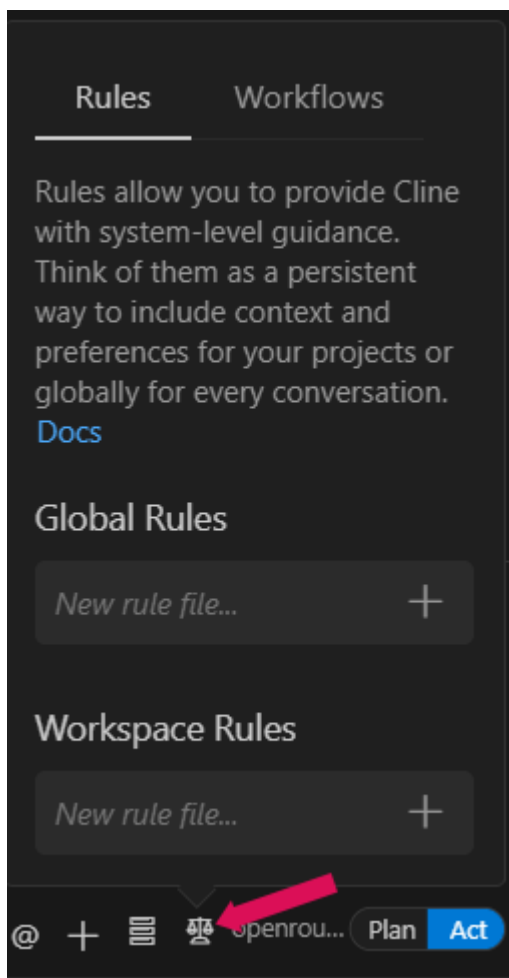 Rules Workflows
Rules allow you to provide Cline
with system-level guidance.
Think of them as a persistent
way to include context and
preferences for your projects or
globally for every conversation.
Docs
Global Rules
New rule file...
Workspace Rules
New rule file...
@ openrou... Plan Act